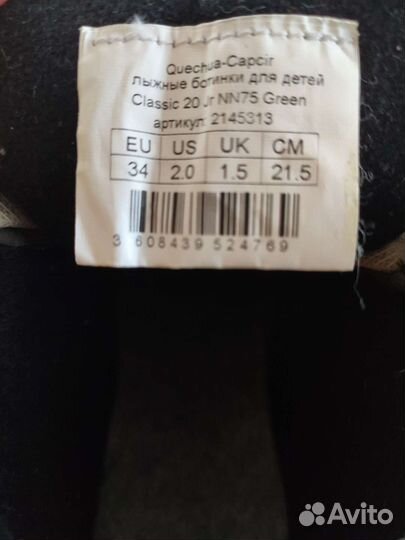 Quechua-Capcir
лыжные ботинки для детей
Classic 20 Jr NN75 Green
артикул: 2145313
EU US UK CM
34 2.0 1.5 21.5
3 608439 524769
Avito